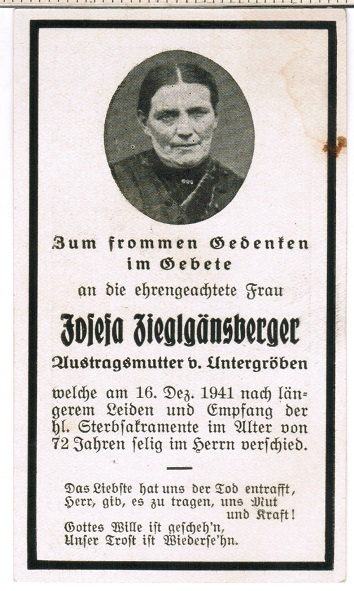 Zum frommen Gedenken
im Gebete
an die ehrengeachtete Frau
Josefa Zieglgänsberger
Austragsmutter v. Untergröben
welche am 16. Dez. 1941 nach län-
gerem Leiden und Empfang der
hl. Sterbsakramente im Alter von
72 Jahren selig im Herrn verschied.
Das Liebste hat uns der Tod entrafft,
Herr, gib, es zu tragen, uns Mut
und Kraft!
Gottes Wille ist gescheh'n,
Unser Trost ist Wiederse'hn.